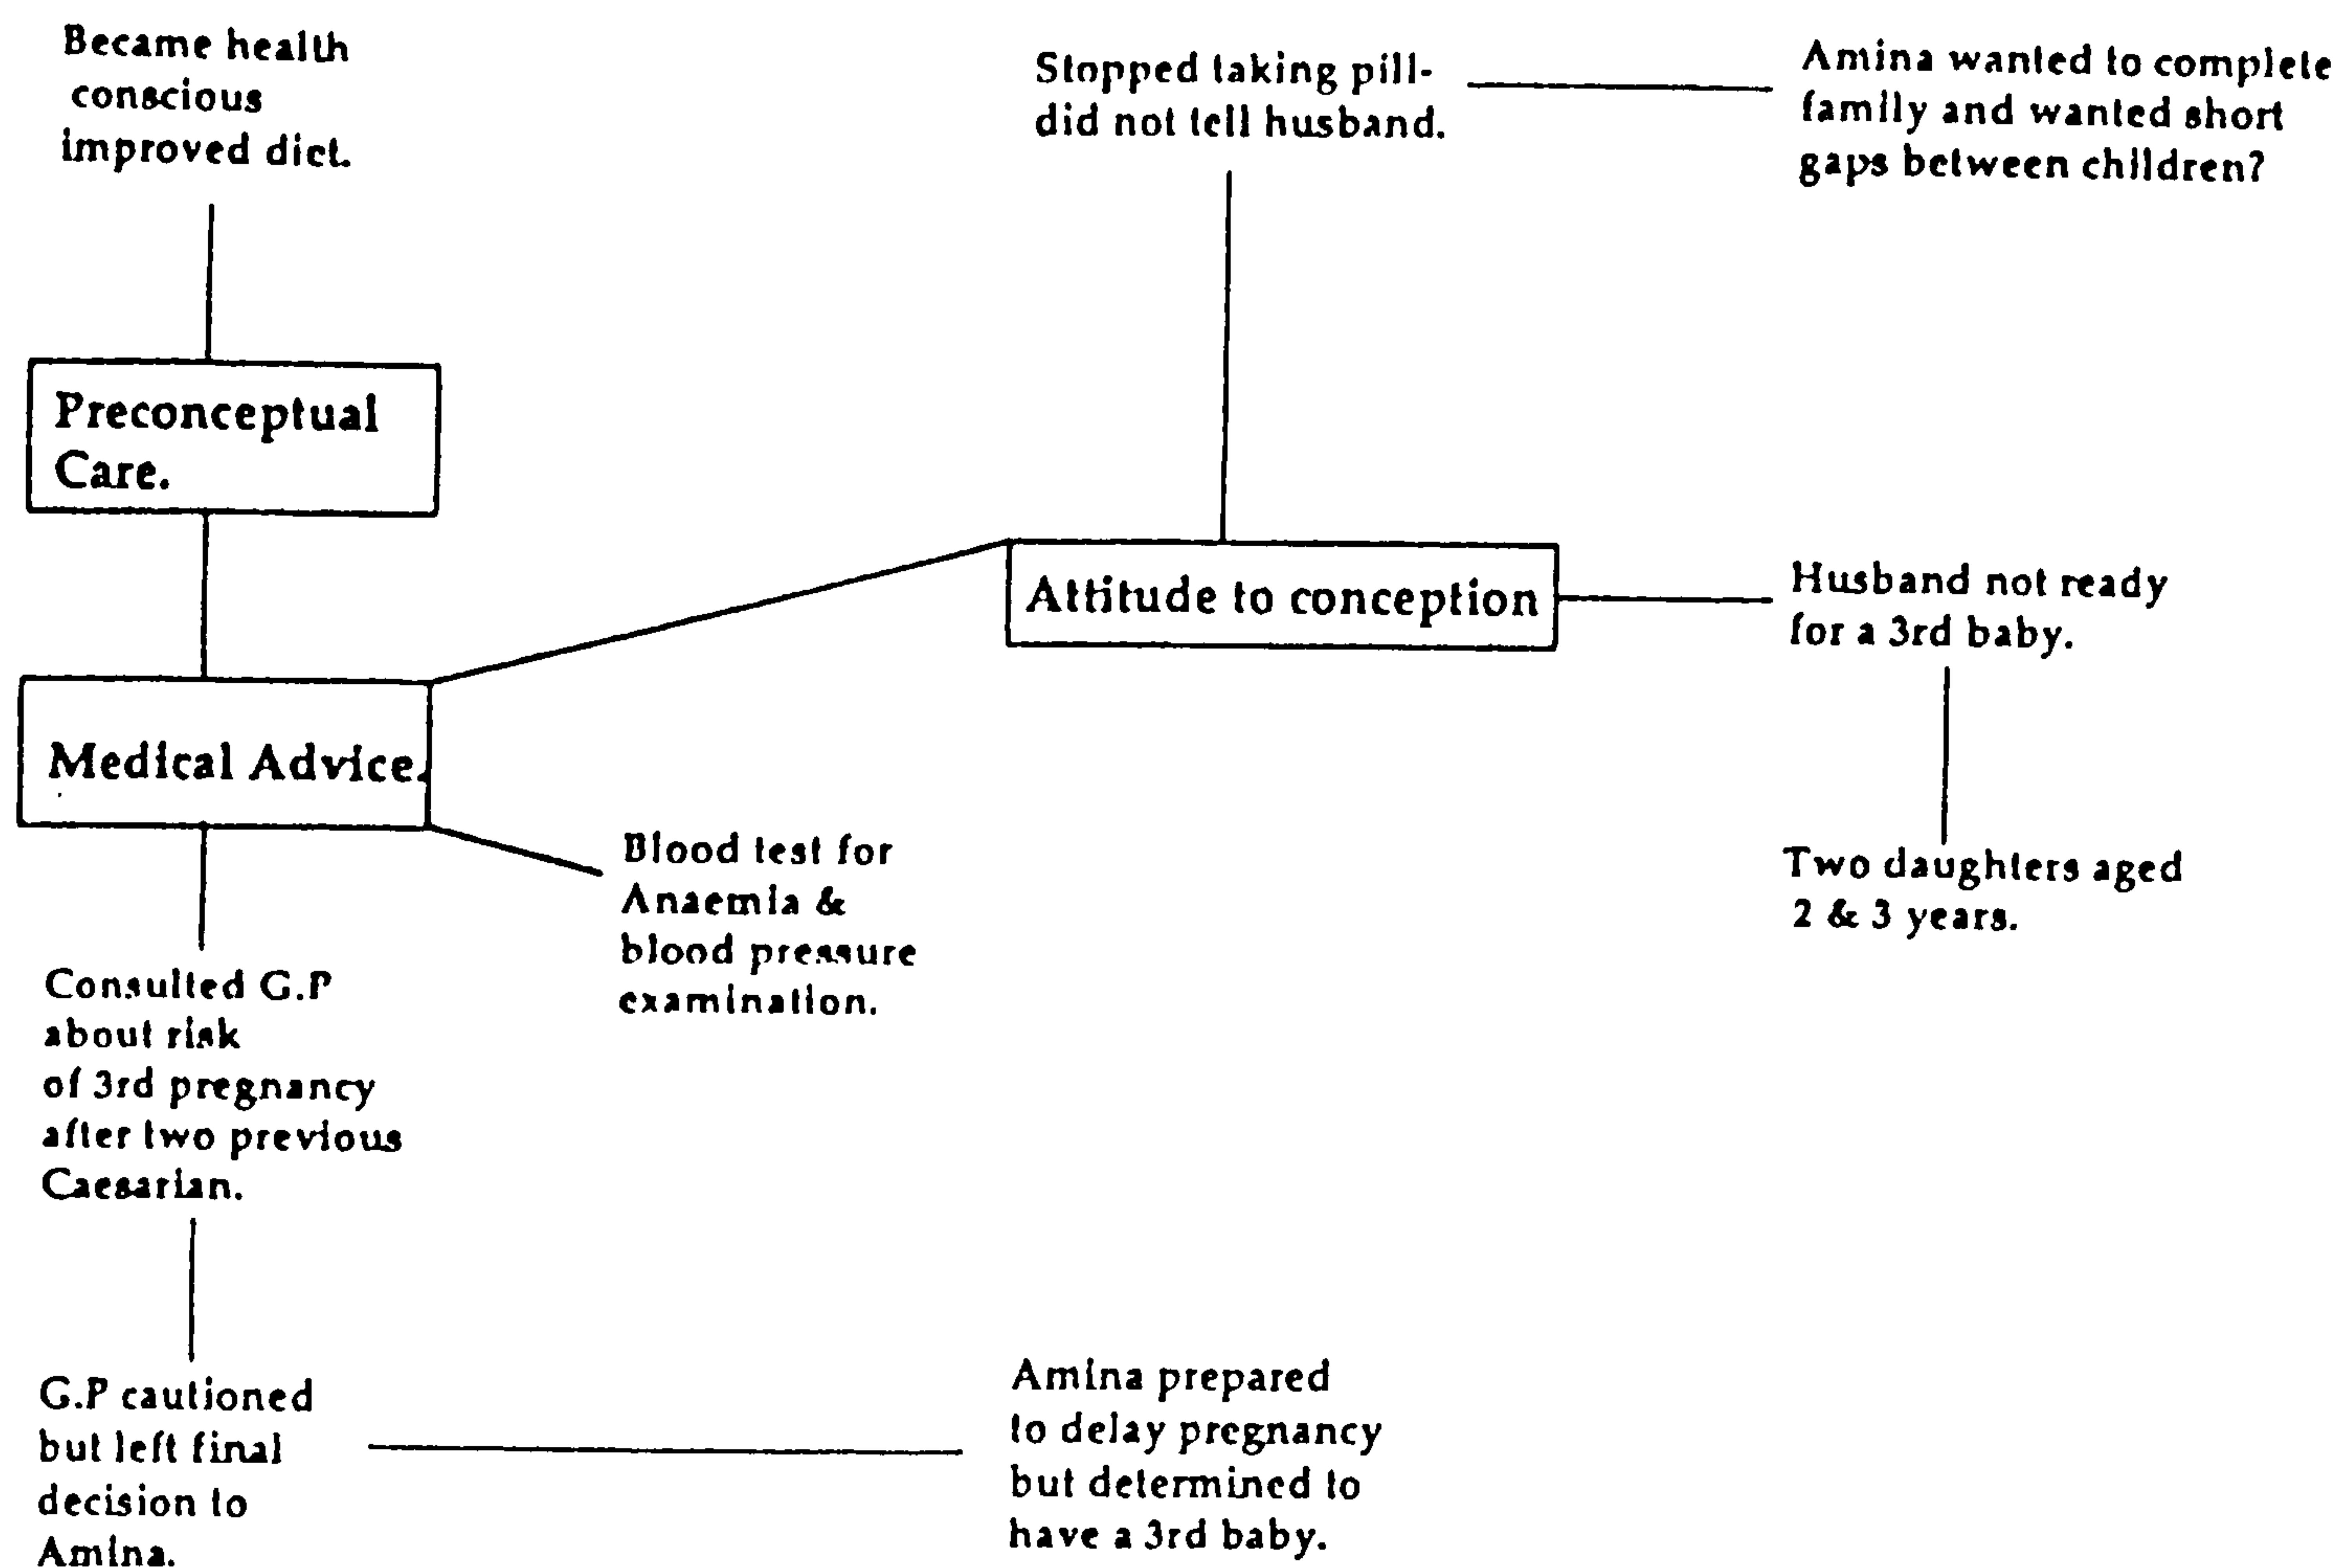 Became health
conscious
improved diet.
Stopped taking pill-
did not tell husband.
Amina wanted to complete
family and wanted short
gaps between children?
Preconceptual
Care.
Attitude to conception
Husband not ready
for a 3rd baby.
Medical Advice.
Blood test for
Anaemia &
blood pressure
examination.
Two daughters aged
2 & 3 years.
Consulted G.P
about risk
of 3rd pregnancy
after two previous
Caesarian.
G.P cautioned
but left final
decision to
Amina.
Amina prepared
to delay pregnancy
but determined to
have a 3rd baby.